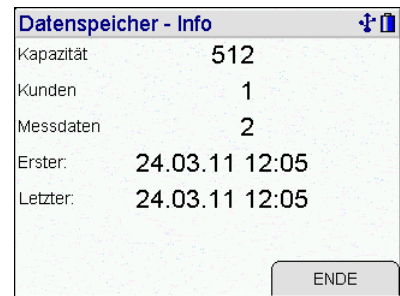 Datenspeicher - Info
Kapazität 512
Kunden 1
Messdaten 2
Erster: 24.03.11 12:05
Letzter: 24.03.11 12:05
ENDE